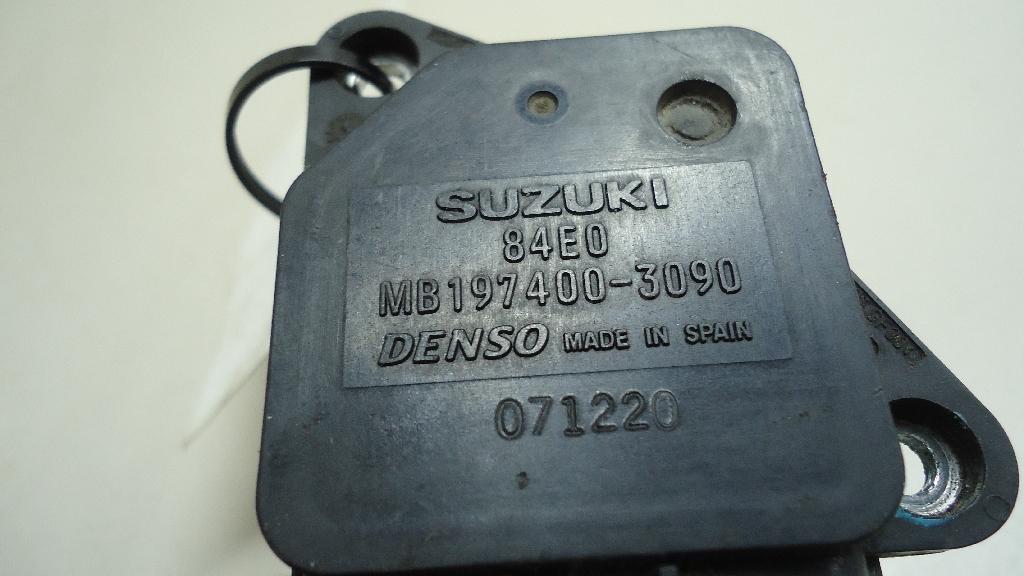 SUZUKI
84E0
MB197400-3090
DENSO MADE IN SPAIN
071220